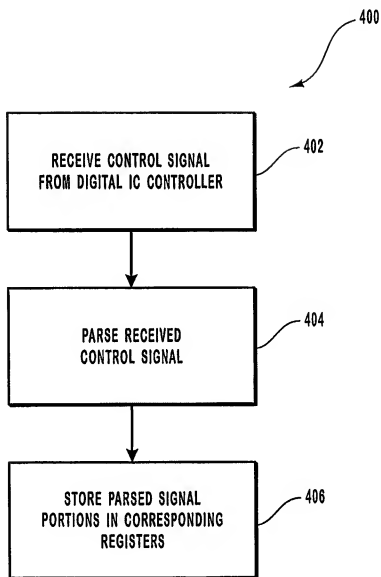 400
RECEIVE CONTROL SIGNAL
FROM DIGITAL IC CONTROLLER
402
PARSE RECEIVED
CONTROL SIGNAL
404
STORE PARSED SIGNAL
PORTIONS IN CORRESPONDING
REGISTERS
406